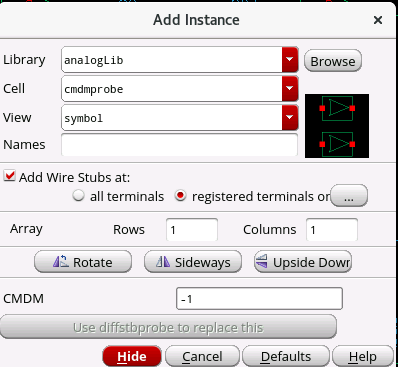 Add Instance
Library analogLib Browse
Cell cmdmprobe
View symbol
Names
Add Wire Stubs at:
all terminals registered terminals or ...
Array Rows 1 Columns 1
Rotate Sideways Upside Down
CMDM -1
Use diffstbprobe to replace this
Hide Cancel Defaults Help